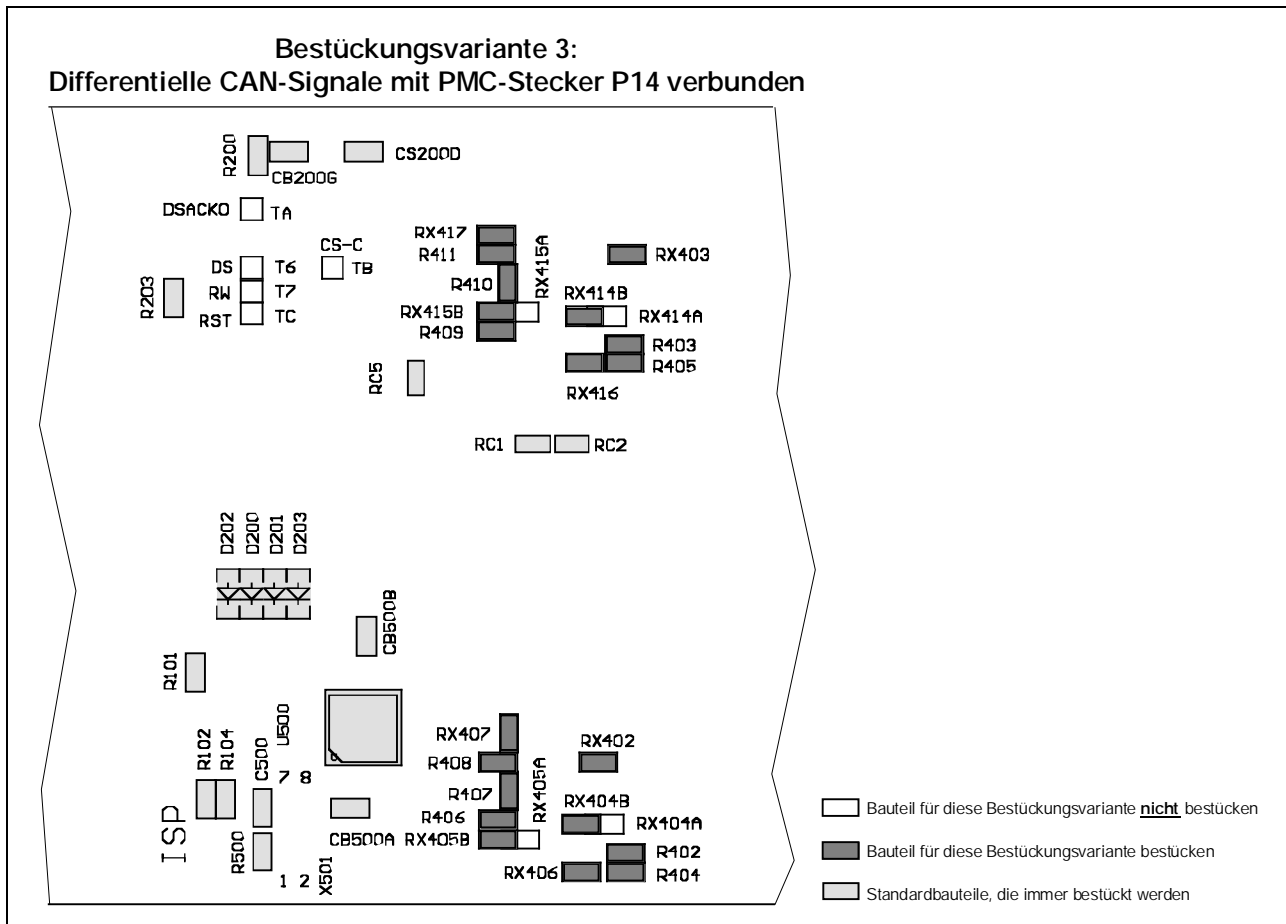 Bestückungsvariante 3:
Differentielle CAN-Signale mit PMC-Stecker P14 verbunden
R200
CB200G
CS200D
DSACK0
TA
CS-C
TB
DS
T6
RW
T7
RST
TC
R203
RX417
R411
R410
RX415A
RX415B
R409
RX403
RX414B
RX414A
R403
R405
RX416
RC5
RC1
RC2
D202
D200
D201
D203
CB500B
R101
U500
R102
R104
C500
7 8
ISP
R500
1 2
X501
CB500A
RX407
R408
R407
RX405A
R406
RX405B
RX402
RX404B
RX404A
R402
RX406
R404
Bauteil für diese Bestückungsvariante nicht bestücken
Bauteil für diese Bestückungsvariante bestücken
Standardbauteile, die immer bestückt werden